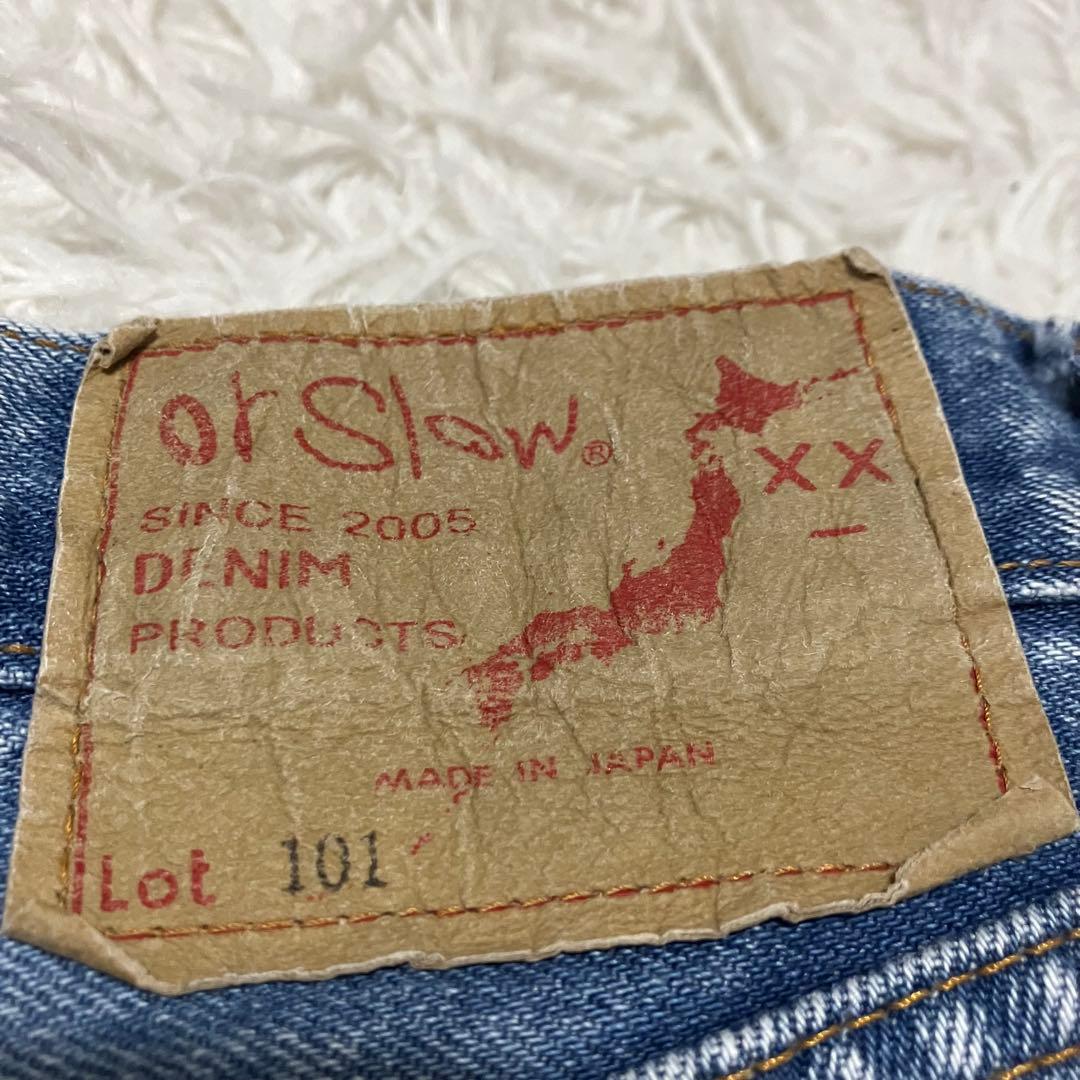 orSlow®
SINCE 2005
DENIM
PRODUCTS
XX
–
MADE IN JAPAN
Lot 101